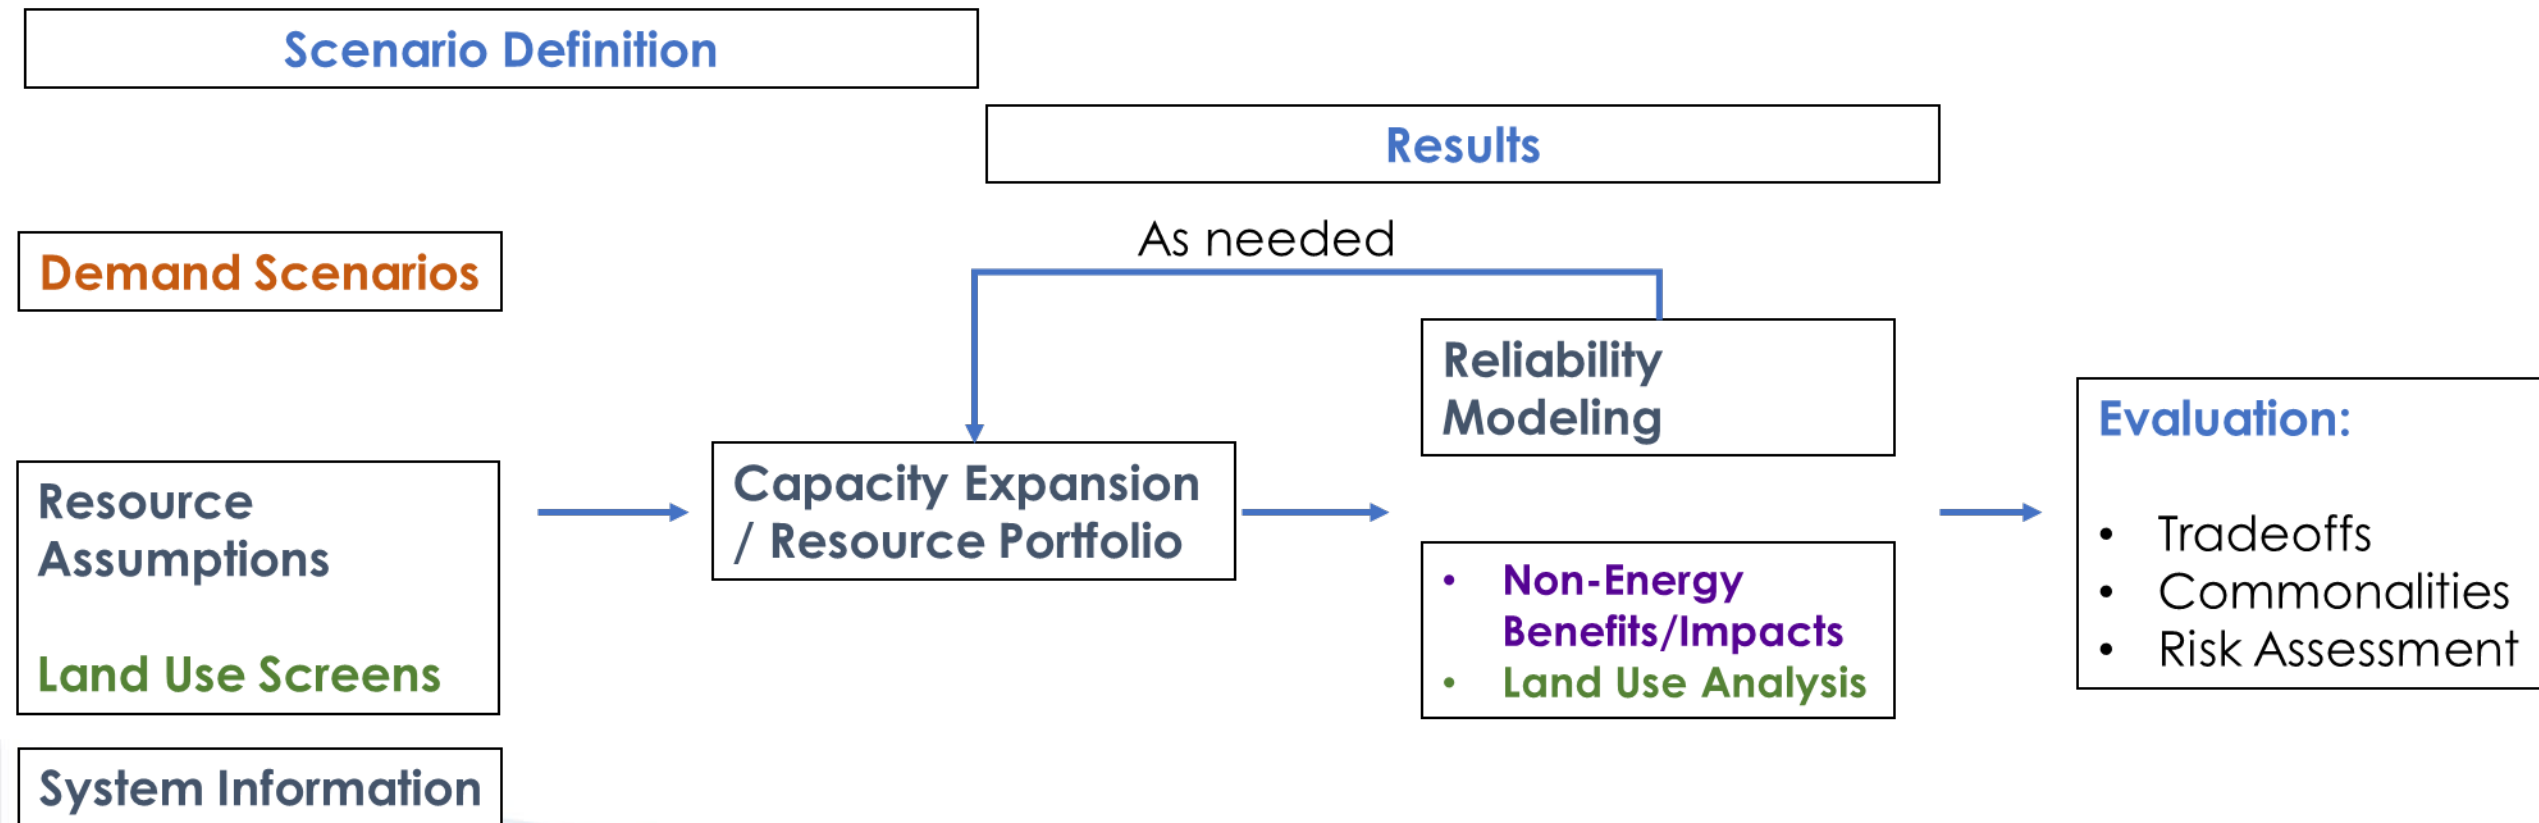 Scenario Definition
Results
As needed
Demand Scenarios
Resource
Assumptions
Land Use Screens
System Information
Capacity Expansion
/ Resource Portfolio
Reliability
Modeling
• Non-Energy
Benefits/Impacts
• Land Use Analysis
Evaluation:
• Tradeoffs
• Commonalities
• Risk Assessment